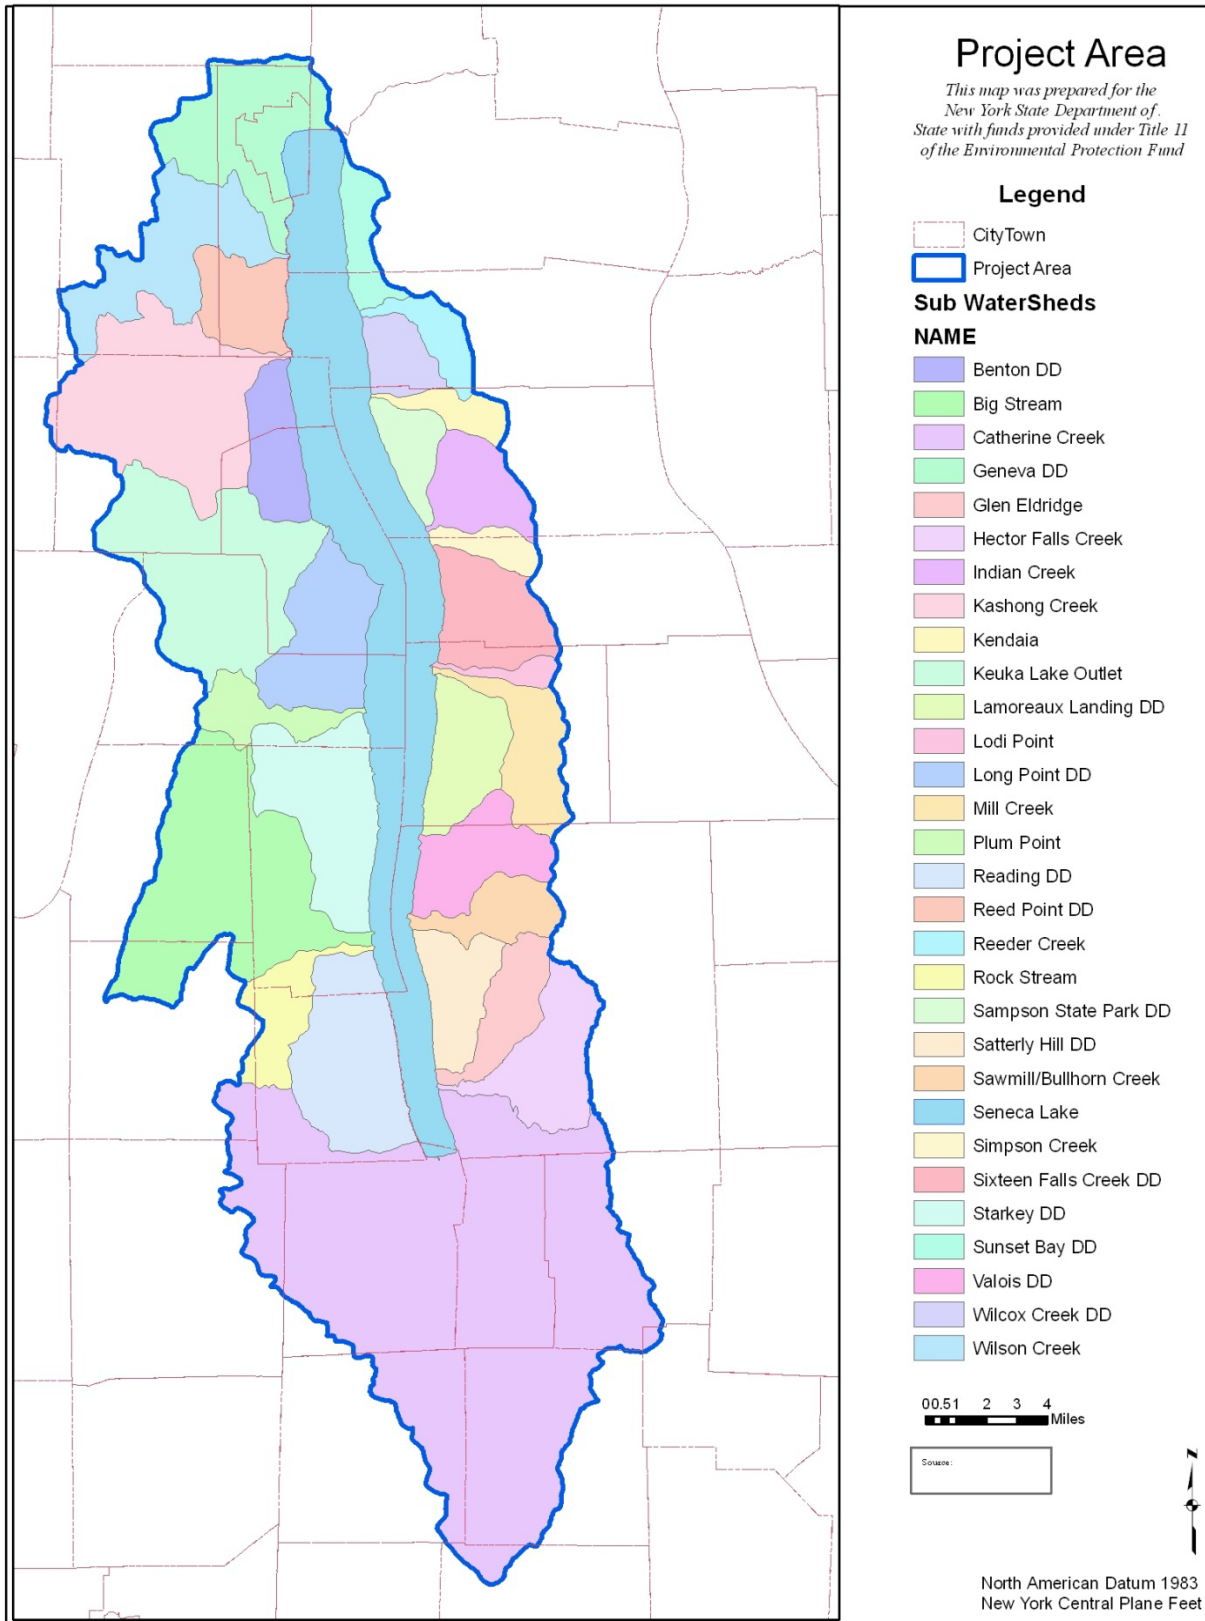 Project Area
This map was prepared for the
New York State Department of.
State with funds provided under Title 11
of the Environmental Protection Fund
Legend
CityTown
Project Area
Sub WaterSheds
NAME
Benton DD
Big Stream
Catherine Creek
Geneva DD
Glen Eldridge
Hector Falls Creek
Indian Creek
Kashong Creek
Kendaia
Keuka Lake Outlet
Lamoreaux Landing DD
Lodi Point
Long Point DD
Mill Creek
Plum Point
Reading DD
Reed Point DD
Reeder Creek
Rock Stream
Sampson State Park DD
Satterly Hill DD
Sawmill/Bullhorn Creek
Seneca Lake
Simpson Creek
Sixteen Falls Creek DD
Starkey DD
Sunset Bay DD
Valois DD
Wilcox Creek DD
Wilson Creek
00.51 2 3 4
Miles
Source:
N
North American Datum 1983
New York Central Plane Feet